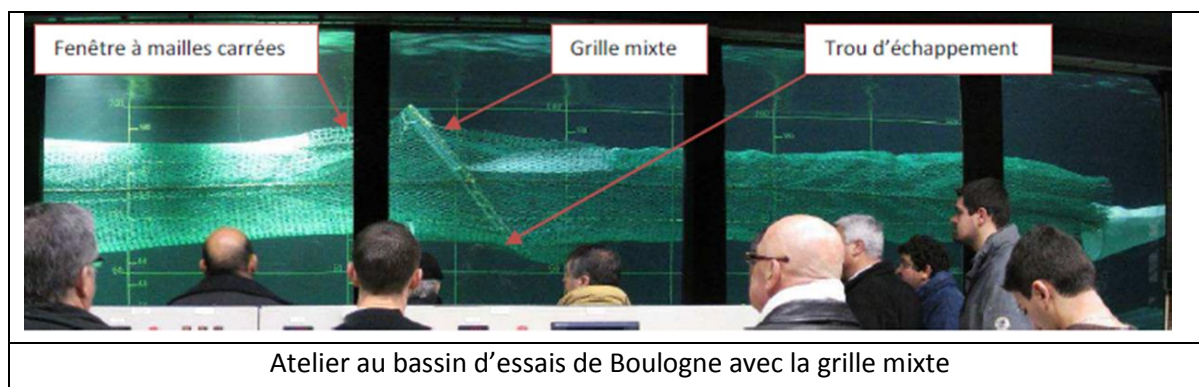 Fenêtre à mailles carrées
Grille mixte
Trou d'échappement
Atelier au bassin d'essais de Boulogne avec la grille mixte